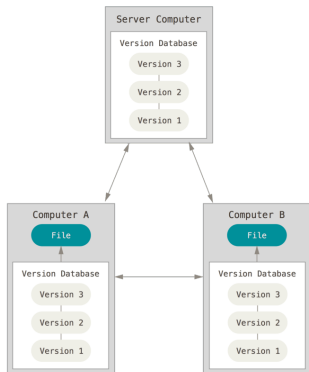 Server Computer
Version Database
Version 3
Version 2
Version 1
Computer A
File
Version Database
Version 3
Version 2
Version 1
Computer B
File
Version Database
Version 3
Version 2
Version 1